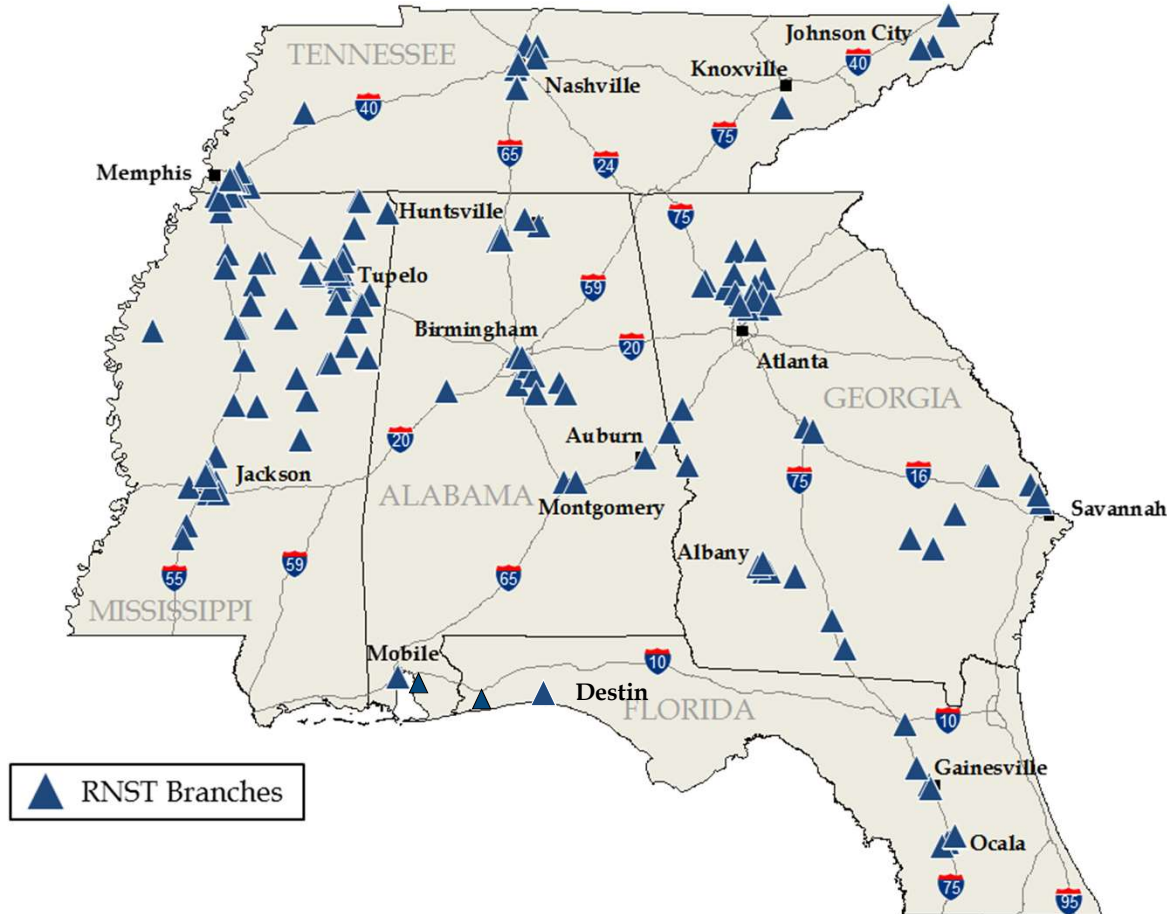 Johnson City
TENNESSEE
40
Knoxville
Nashville
40
75
65
24
Memphis
Huntsville
75
Tupelo
59
Birmingham
20
Atlanta
GEORGIA
20
Auburn
Jackson
75
16
ALABAMA
Montgomery
Savannah
Albany
59
55
65
MISSISSIPPI
Mobile
10
Destin
FLORIDA
10
Gainesville
RNST Branches
Ocala
75
95